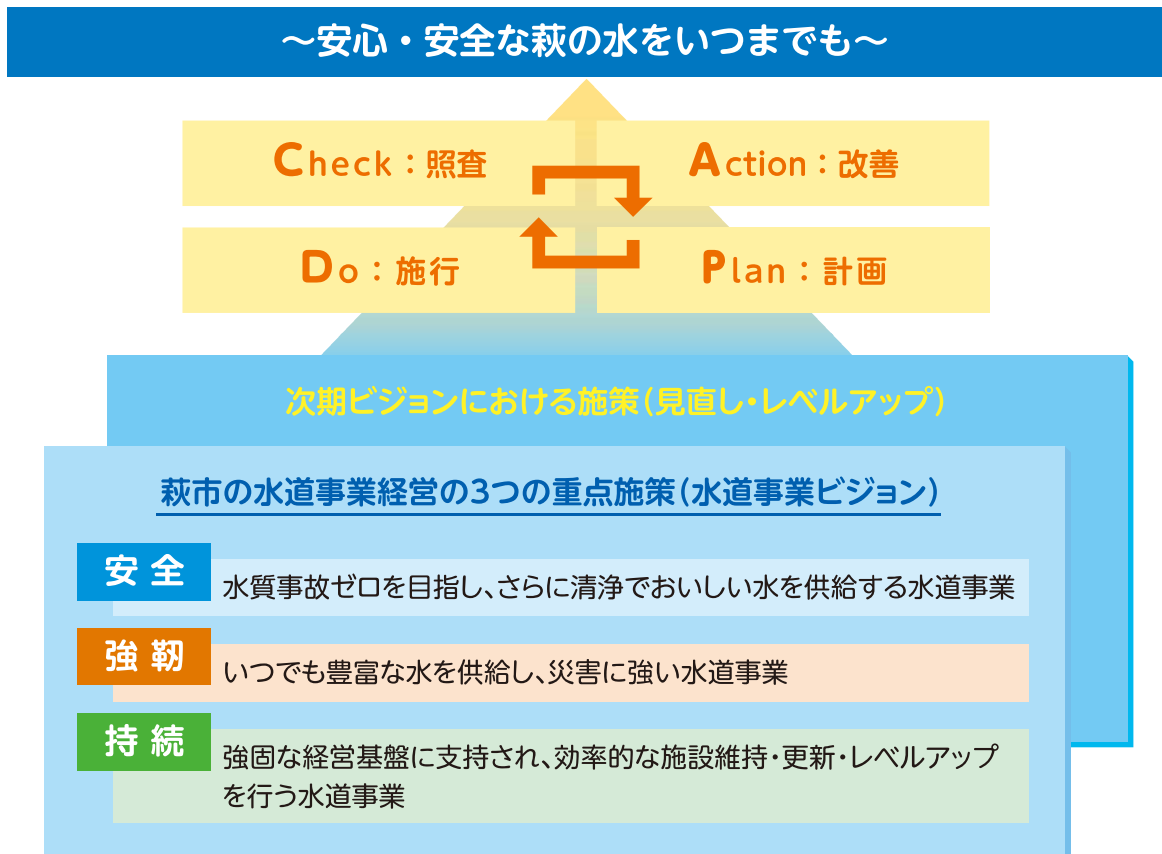 ～安心・安全な萩の水をいつまでも～
Check：照査
Action：改善
Do：施行
Plan：計画
次期ビジョンにおける施策（見直し・レベルアップ）
萩市の水道事業経営の3つの重点施策（水道事業ビジョン）
安全
水質事故ゼロを目指し、さらに清浄でおいしい水を供給する水道事業
強靭
いつでも豊富な水を供給し、災害に強い水道事業
持続
強固な経営基盤に支持され、効率的な施設維持・更新・レベルアップ
を行う水道事業